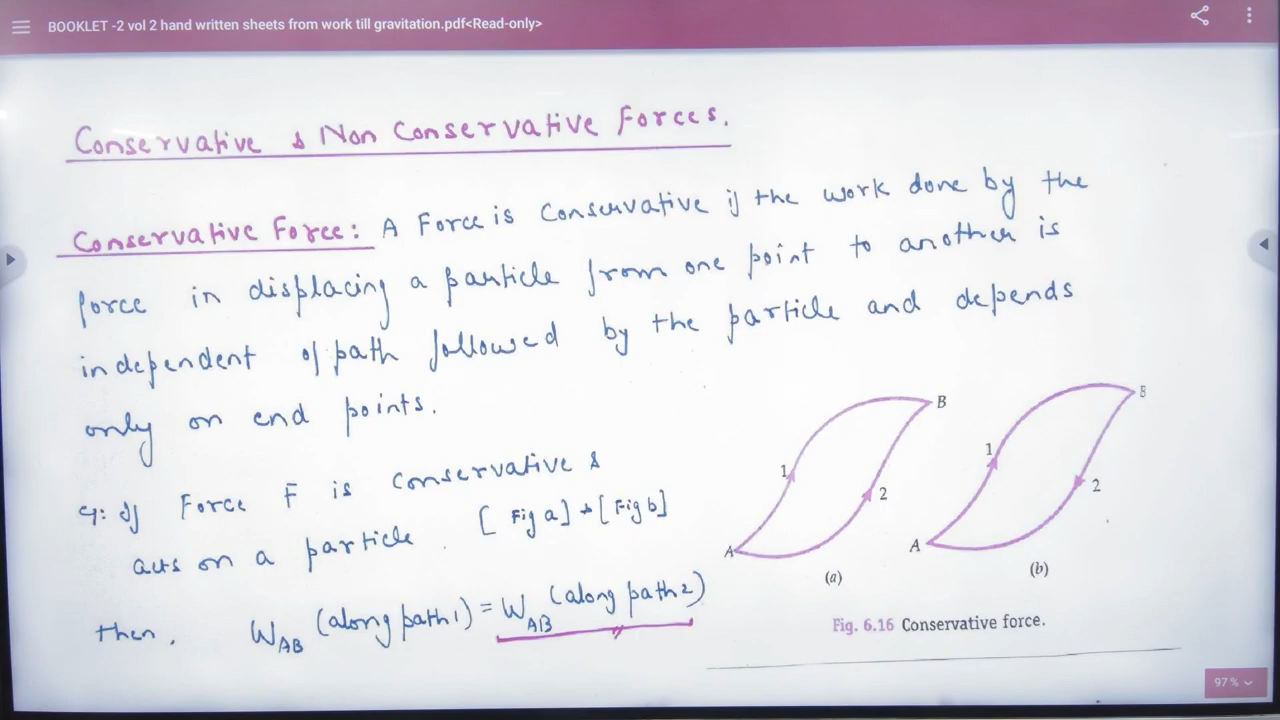 BOOKLET -2 vol 2 hand written sheets from work till gravitation.pdf<Read-only>
Conservative & Non Conservative Forces.
Conservative Force: A Force is Conservative if the work done by the
force in displacing a particle from one point to another is
independent of path followed by the particle and depends
only on end points.
eg: If Force F is conservative &
acts on a particle. [Fig a] & [Fig b]
then, WAB (along path 1) = WAB (along path 2)
A 1 2 B
(a)
A 1 2 B
(b)
Fig. 6.16 Conservative force.
97%